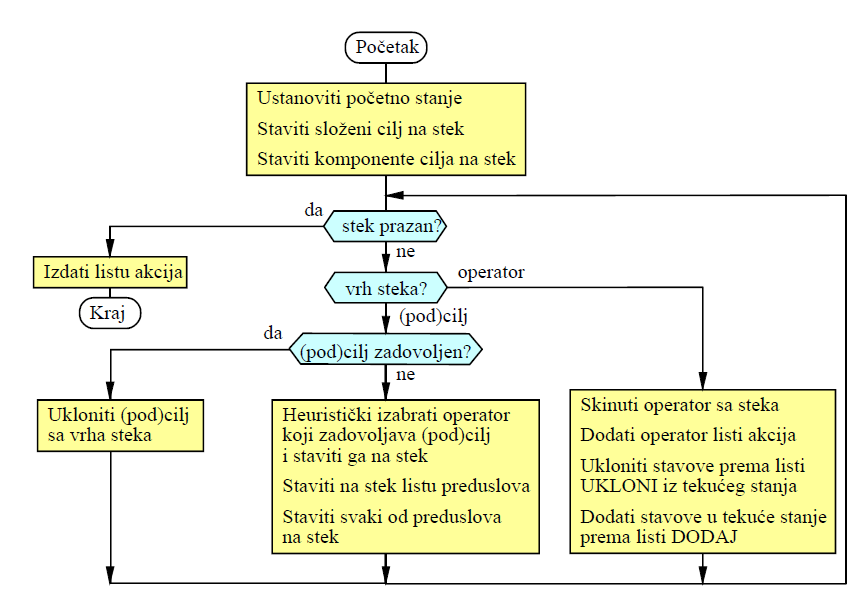 Početak
Ustanoviti početno stanje
Staviti složeni cilj na stek
Staviti komponente cilja na stek
da
stek prazan?
ne
Izdati listu akcija
Kraj
vrh steka?
operator
(pod)cilj
da
(pod)cilj zadovoljen?
ne
Ukloniti (pod)cilj
sa vrha steka
Heuristički izabrati operator
koji zadovoljava (pod)cilj
i staviti ga na stek
Staviti na stek listu preduslova
Staviti svaki od preduslova
na stek
Skinuti operator sa steka
Dodati operator listi akcija
Ukloniti stavove prema listi
UKLONI iz tekućeg stanja
Dodati stavove u tekuće stanje
prema listi DODAJ